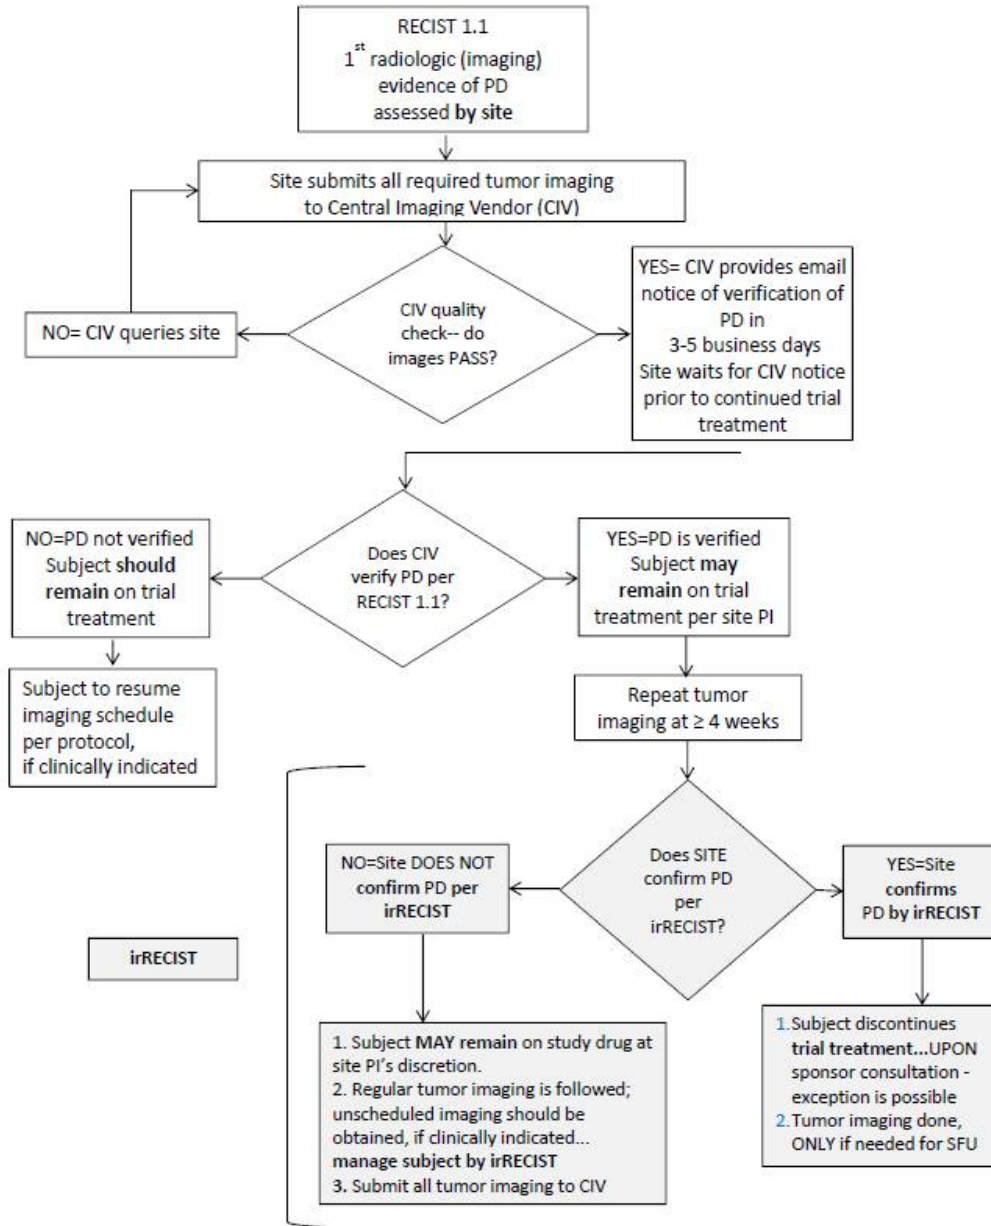 RECIST 1.1
1st radiologic (imaging)
evidence of PD
assessed by site
Site submits all required tumor imaging
to Central Imaging Vendor (CIV)
CIV quality
check-- do
images PASS?
NO= CIV queries site
YES= CIV provides email
notice of verification of
PD in
3-5 business days
Site waits for CIV notice
prior to continued trial
treatment
Does CIV
verify PD per
RECIST 1.1?
NO=PD not verified
Subject should
remain on trial
treatment
YES=PD is verified
Subject may
remain on trial
treatment per site PI
Subject to resume
imaging schedule
per protocol,
if clinically indicated
Repeat tumor
imaging at ≥ 4 weeks
Does SITE
confirm PD
per
irRECIST?
NO=Site DOES NOT
confirm PD per
irRECIST
YES=Site
confirms
PD by irRECIST
irRECIST
1. Subject MAY remain on study drug at
site PI's discretion.
2. Regular tumor imaging is followed;
unscheduled imaging should be
obtained, if clinically indicated...
manage subject by irRECIST
3. Submit all tumor imaging to CIV
1. Subject discontinues
trial treatment...UPON
sponsor consultation -
exception is possible
2. Tumor imaging done,
ONLY if needed for SFU